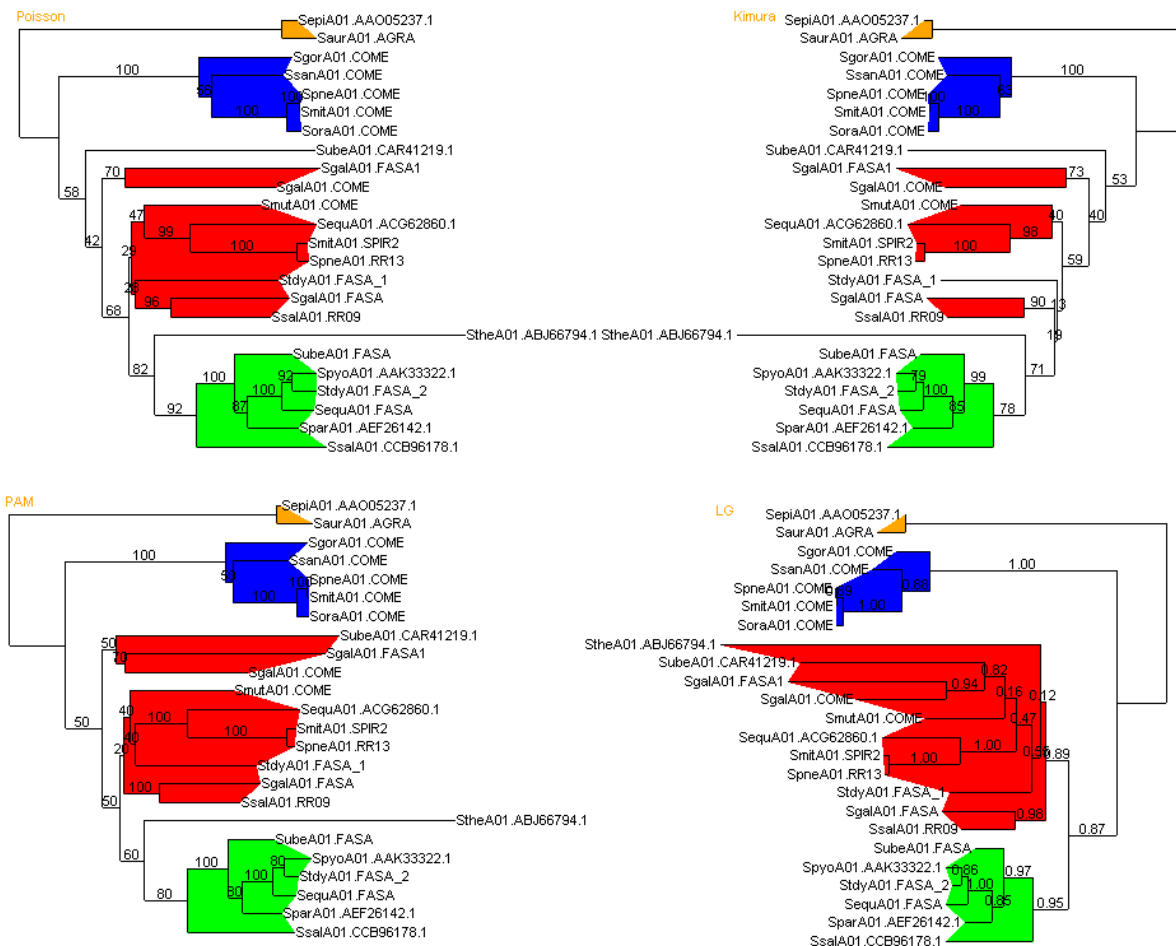 Poisson
SepiA01.AAO05237.1
SaurA01.AGRA
SgorA01.COME
SsanA01.COME
SpneA01.COME
SmitA01.COME
SoraA01.COME
SubeA01.CAR41219.1
SgalA01.FASA1
SgalA01.COME
SmutA01.COME
SequA01.ACG62860.1
SmitA01.SPIR2
SpneA01.RR13
StdyA01.FASA_1
SgalA01.FASA
SsalA01.RR09
StheA01.ABJ66794.1
SubeA01.FASA
SpyoA01.AAK33322.1
StdyA01.FASA_2
SequA01.FASA
SparA01.AEF26142.1
SsalA01.CCB96178.1
100
100
100
58
70
42
47
99
100
29
96
68
82
100
92
100
87
92
Kimura
SepiA01.AAO05237.1
SaurA01.AGRA
SgorA01.COME
SsanA01.COME
SpneA01.COME
SmitA01.COME
SoraA01.COME
SubeA01.CAR41219.1
SgalA01.FASA1
SgalA01.COME
SmutA01.COME
SequA01.ACG62860.1
SmitA01.SPIR2
SpneA01.RR13
StdyA01.FASA_1
SgalA01.FASA
SsalA01.RR09
StheA01.ABJ66794.1
SubeA01.FASA
SpyoA01.AAK33322.1
StdyA01.FASA_2
SequA01.FASA
SparA01.AEF26142.1
SsalA01.CCB96178.1
100
100
100
53
73
40
40
98
100
59
90
13
19
71
79
99
100
85
78
PAM
SepiA01.AAO05237.1
SaurA01.AGRA
SgorA01.COME
SsanA01.COME
SpneA01.COME
SmitA01.COME
SoraA01.COME
SubeA01.CAR41219.1
SgalA01.FASA1
SgalA01.COME
SmutA01.COME
SequA01.ACG62860.1
SmitA01.SPIR2
SpneA01.RR13
StdyA01.FASA_1
SgalA01.FASA
SsalA01.RR09
StheA01.ABJ66794.1
SubeA01.FASA
SpyoA01.AAK33322.1
StdyA01.FASA_2
SequA01.FASA
SparA01.AEF26142.1
SsalA01.CCB96178.1
100
50
100
100
50
70
50
40
100
100
40
20
100
50
60
100
80
100
80
80
LG
SepiA01.AAO05237.1
SaurA01.AGRA
SgorA01.COME
SsanA01.COME
SpneA01.COME
SmitA01.COME
SoraA01.COME
StheA01.ABJ66794.1
SubeA01.CAR41219.1
SgalA01.FASA1
SgalA01.COME
SmutA01.COME
SequA01.ACG62860.1
SmitA01.SPIR2
SpneA01.RR13
StdyA01.FASA_1
SgalA01.FASA
SsalA01.RR09
SubeA01.FASA
SpyoA01.AAK33322.1
StdyA01.FASA_2
SequA01.FASA
SparA01.AEF26142.1
SsalA01.CCB96178.1
1.00
1.00
0.82
0.94
0.16
0.12
0.47
1.00
1.00
0.89
0.98
0.87
0.86
0.97
1.00
0.85
0.95